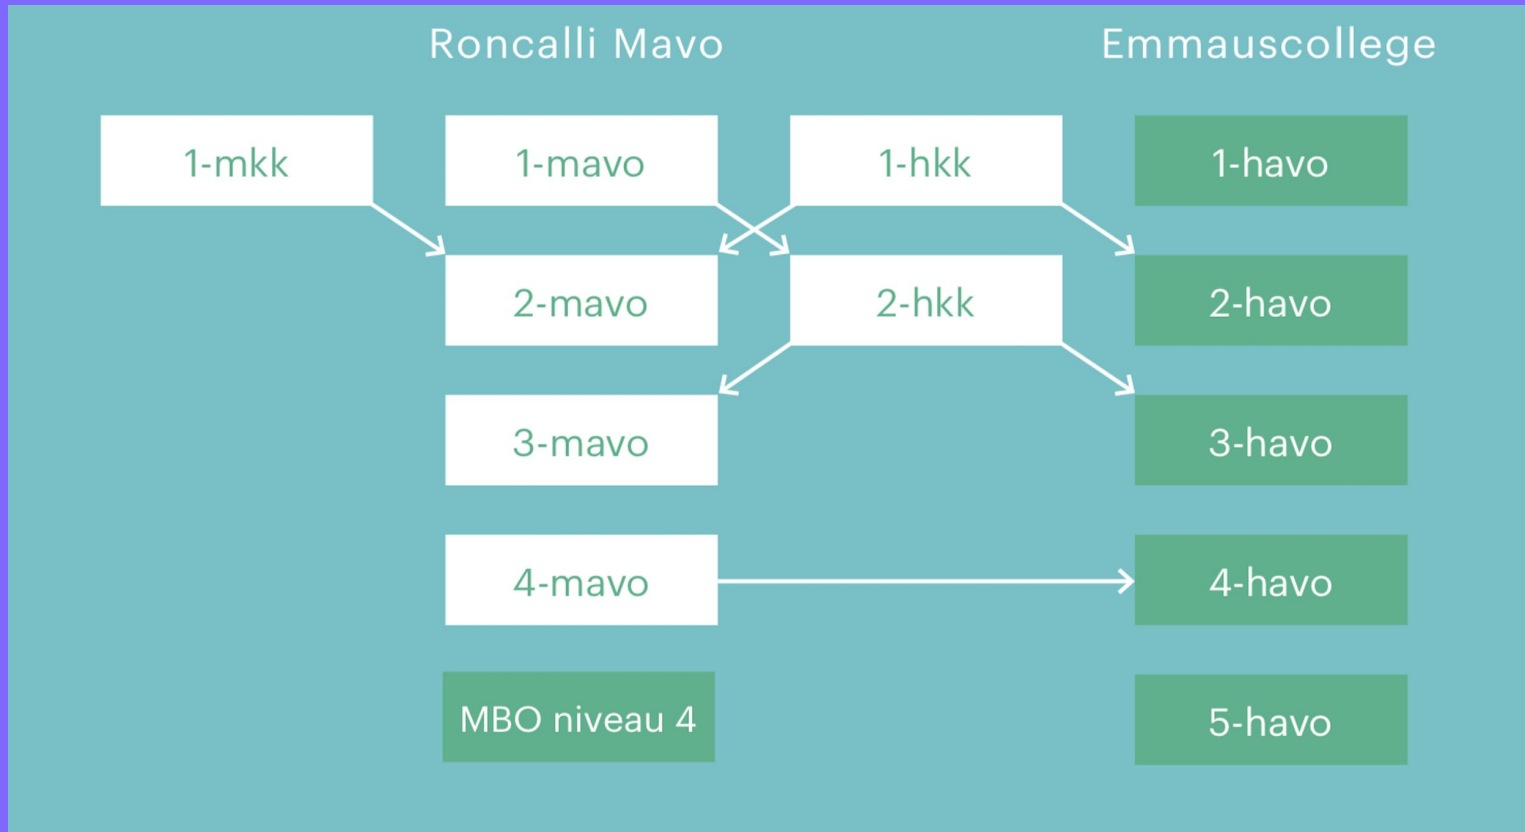 Roncalli Mavo
Emmauscollege
1-mkk
1-mavo
1-hkk
1-havo
2-mavo
2-hkk
2-havo
3-mavo
3-havo
4-mavo
4-havo
MBO niveau 4
5-havo